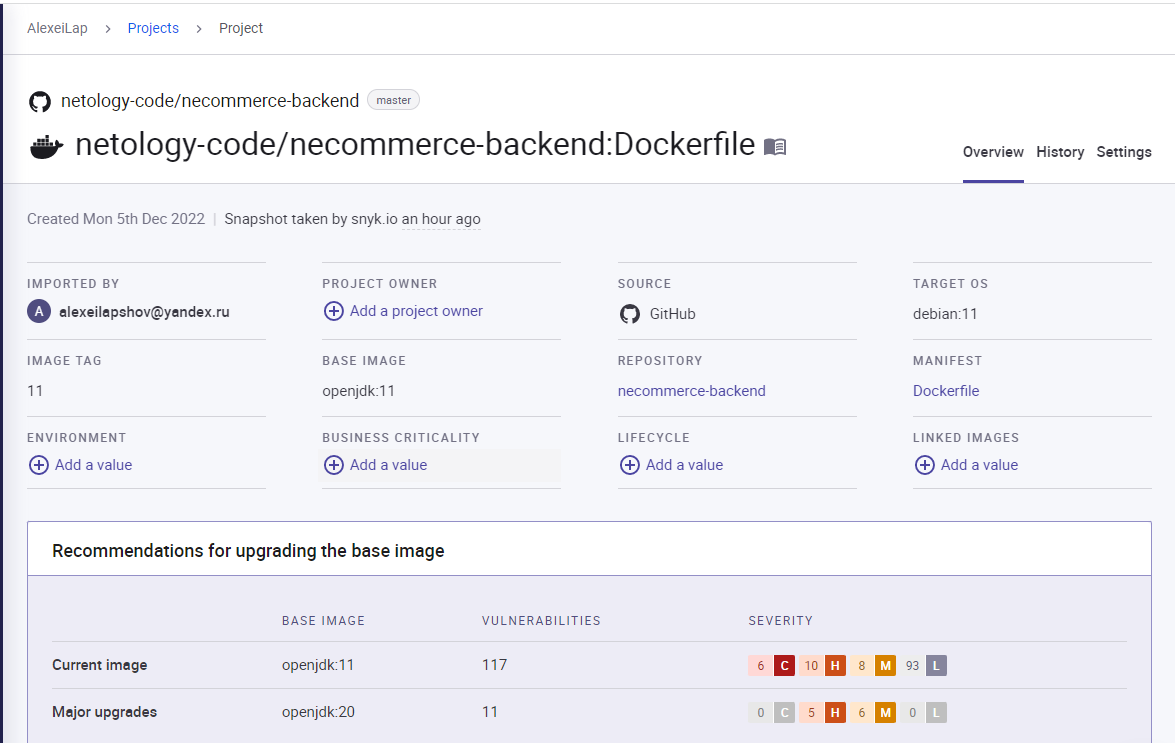 AlexeiLap > Projects > Project
netology-code/necommerce-backend master
netology-code/necommerce-backend:Dockerfile
Overview History Settings
Created Mon 5th Dec 2022 | Snapshot taken by snyk.io an hour ago
IMPORTED BY PROJECT OWNER SOURCE TARGET OS
A alexeilapshov@yandex.ru Add a project owner GitHub debian:11
IMAGE TAG BASE IMAGE REPOSITORY MANIFEST
11 openjdk:11 necommerce-backend Dockerfile
ENVIRONMENT BUSINESS CRITICALITY LIFECYCLE LINKED IMAGES
Add a value Add a value Add a value Add a value
Recommendations for upgrading the base image
BASE IMAGE VULNERABILITIES SEVERITY
Current image openjdk:11 117 6 C 10 H 8 M 93 L
Major upgrades openjdk:20 11 0 C 5 H 6 M 0 L